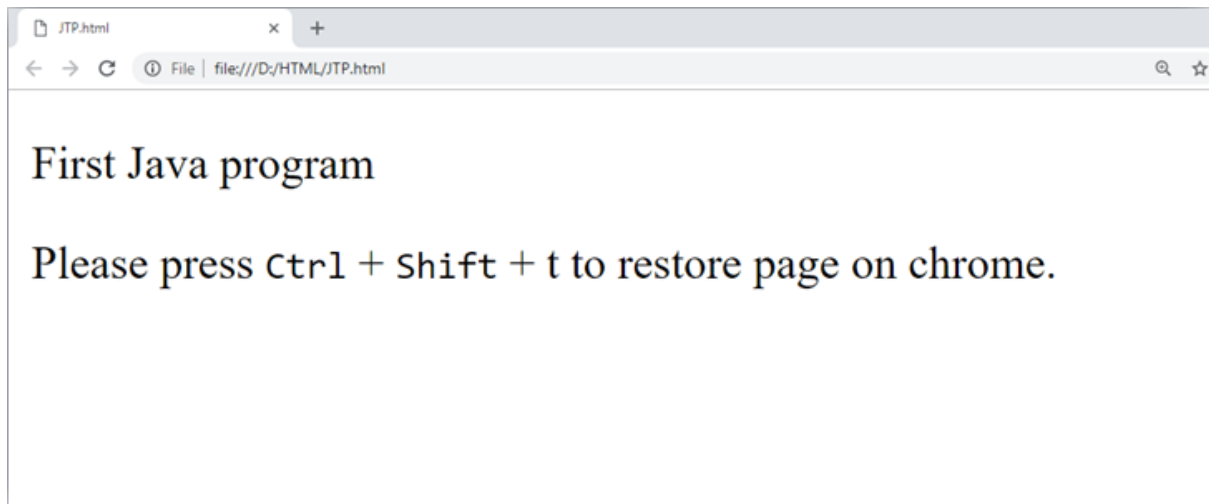 JTP.html
File | file:///D:/HTML/JTP.html
First Java program
Please press Ctrl + Shift + t to restore page on chrome.